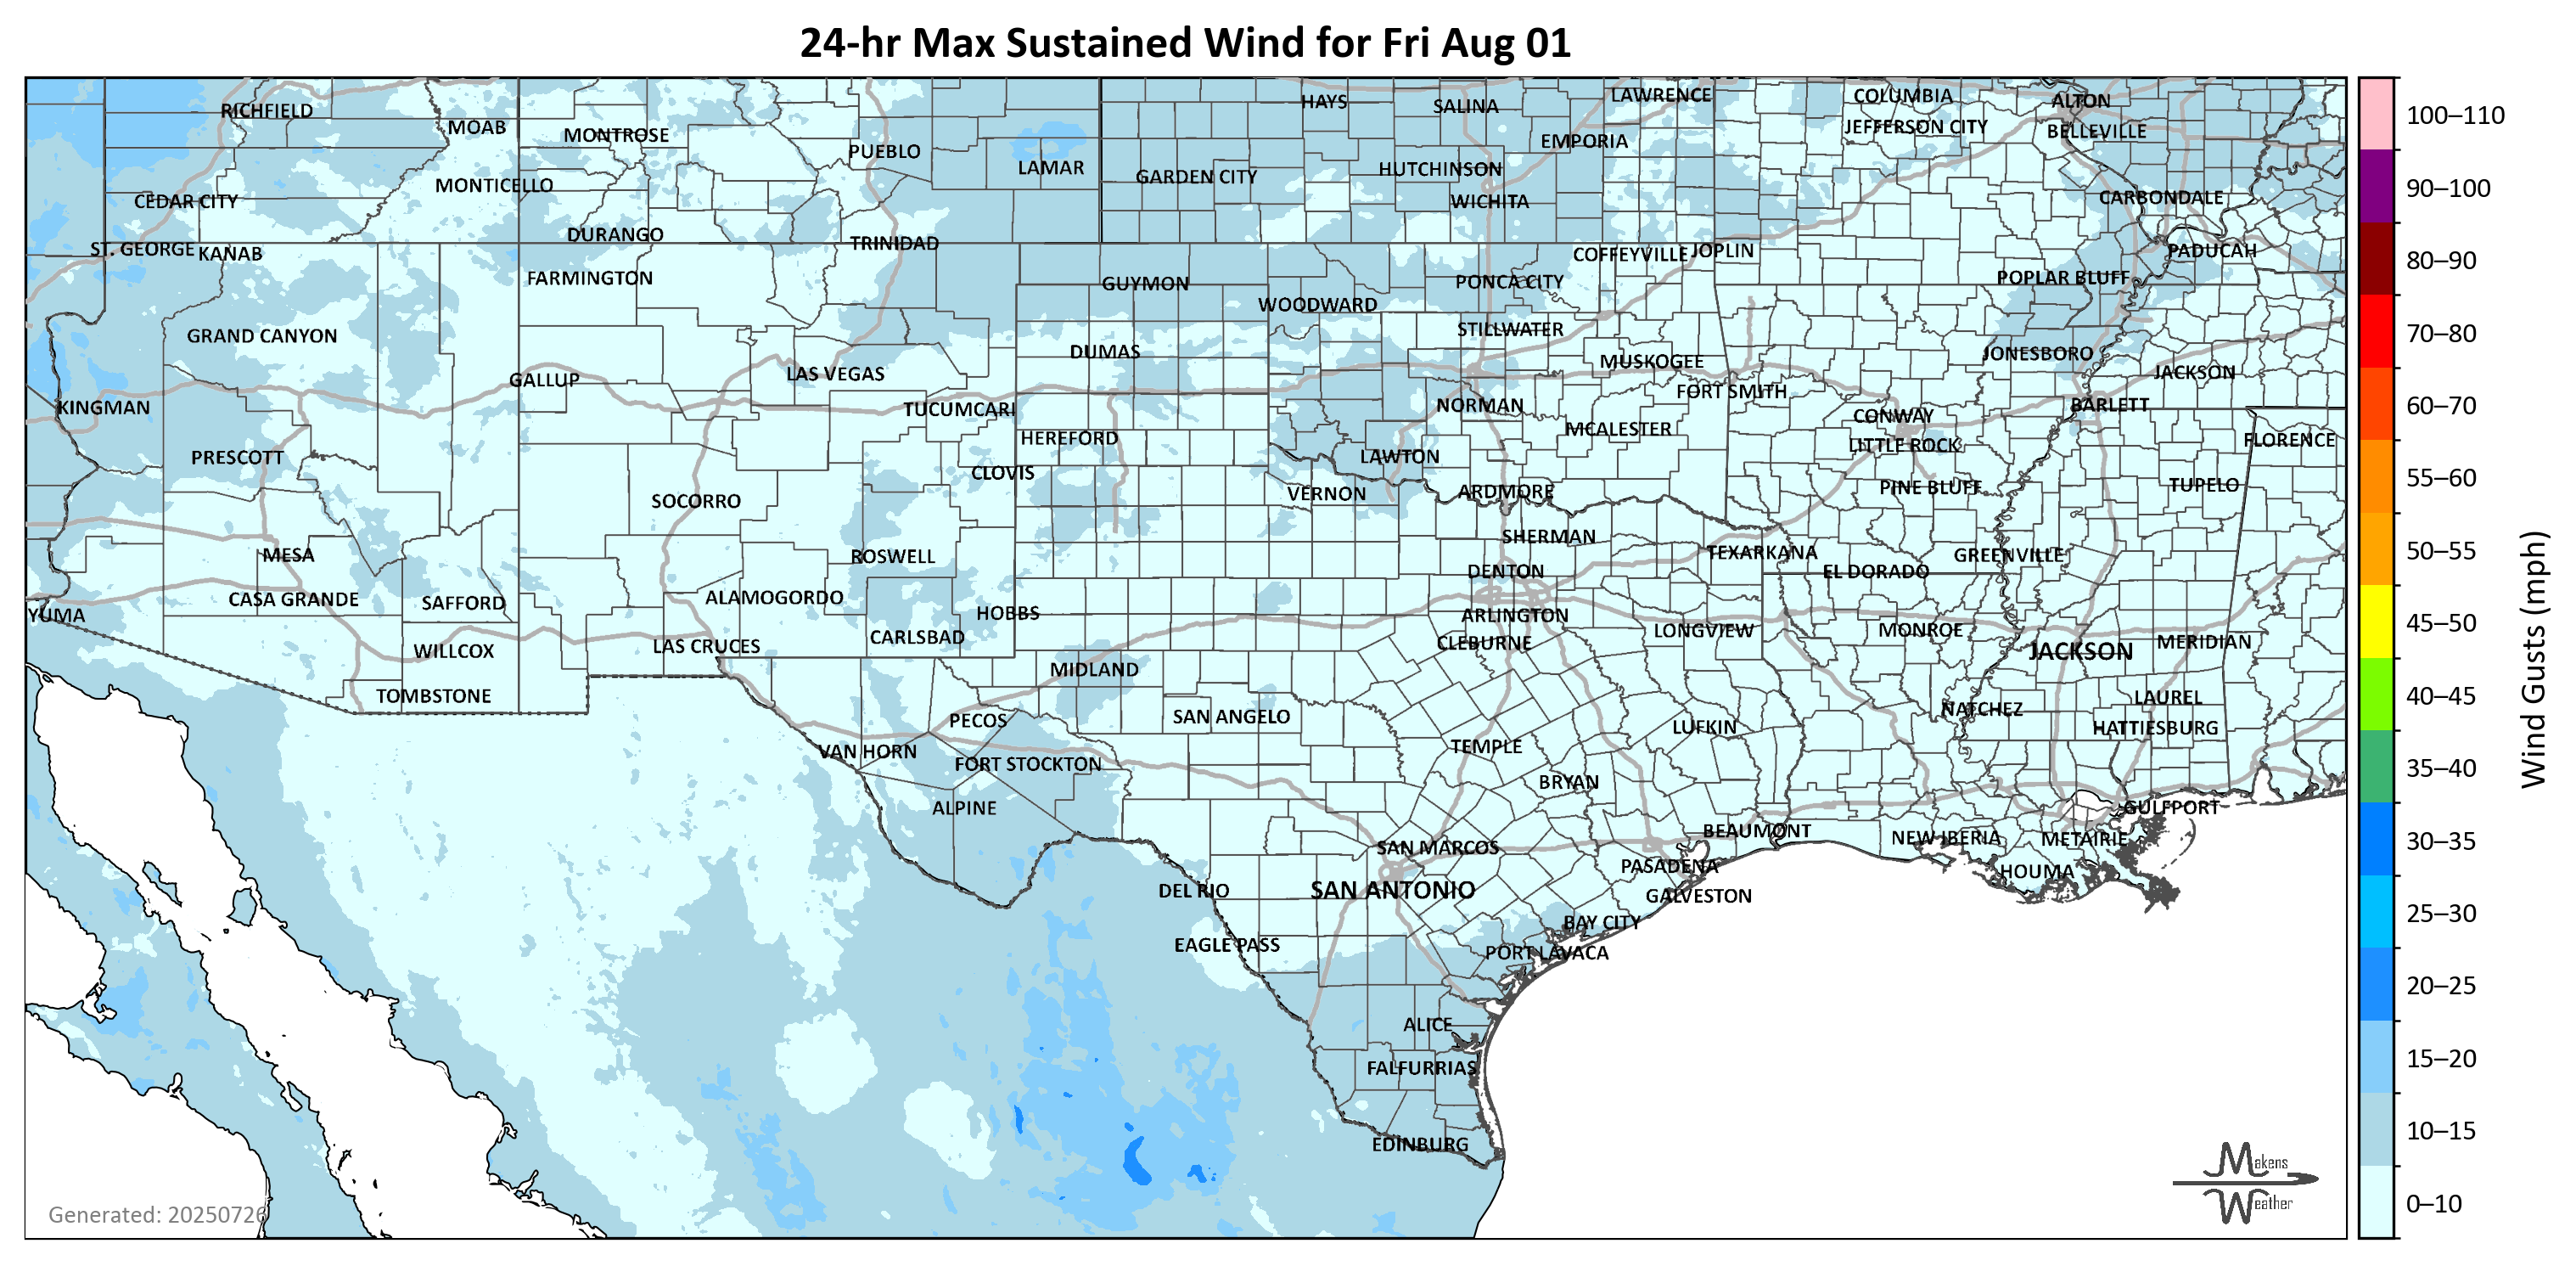 24-hr Max Sustained Wind for Fri Aug 01
RICHFIELD
MOAB
MONTROSE
PUEBLO
LAMAR
HAYS
SALINA
LAWRENCE
COLUMBIA
ALTON
JEFFERSON CITY
BELLEVILLE
EMPORIA
GARDEN CITY
HUTCHINSON
WICHITA
MONTICELLO
CEDAR CITY
CARBONDALE
ST. GEORGE
KANAB
DURANGO
TRINIDAD
COFFEYVILLE
JOPLIN
PADUCAH
FARMINGTON
GUYMON
PONCA CITY
POPLAR BLUFF
WOODWARD
GRAND CANYON
STILLWATER
DUMAS
MUSKOGEE
JONESBORO
GALLUP
LAS VEGAS
FORT SMITH
JACKSON
KINGMAN
TUCUMCARI
NORMAN
CONWAY
BARLETT
HEREFORD
MCALESTER
LITTLE ROCK
FLORENCE
PRESCOTT
CLOVIS
LAWTON
SOCORRO
VERNON
ARDMORE
PINE BLUFF
TUPELO
MESA
ROSWELL
SHERMAN
TEXARKANA
GREENVILLE
DENTON
EL DORADO
YUMA
CASA GRANDE
SAFFORD
ALAMOGORDO
HOBBS
ARLINGTON
WILLCOX
LAS CRUCES
CARLSBAD
CLEBURNE
LONGVIEW
MONROE
JACKSON
MERIDIAN
MIDLAND
TOMBSTONE
PECOS
SAN ANGELO
LUFKIN
NATCHEZ
LAUREL
HATTIESBURG
VAN HORN
FORT STOCKTON
TEMPLE
BRYAN
ALPINE
GULFPORT
SAN MARCOS
BEAUMONT
NEW IBERIA
METAIRIE
PASADENA
HOUMA
DEL RIO
SAN ANTONIO
GALVESTON
BAY CITY
EAGLE PASS
PORT LAVACA
ALICE
FALFURRIAS
EDINBURG
Generated: 20250726
Makens
Weather
100–110
90–100
80–90
70–80
60–70
55–60
50–55
45–50
40–45
35–40
30–35
25–30
20–25
15–20
10–15
0–10
Wind Gusts (mph)